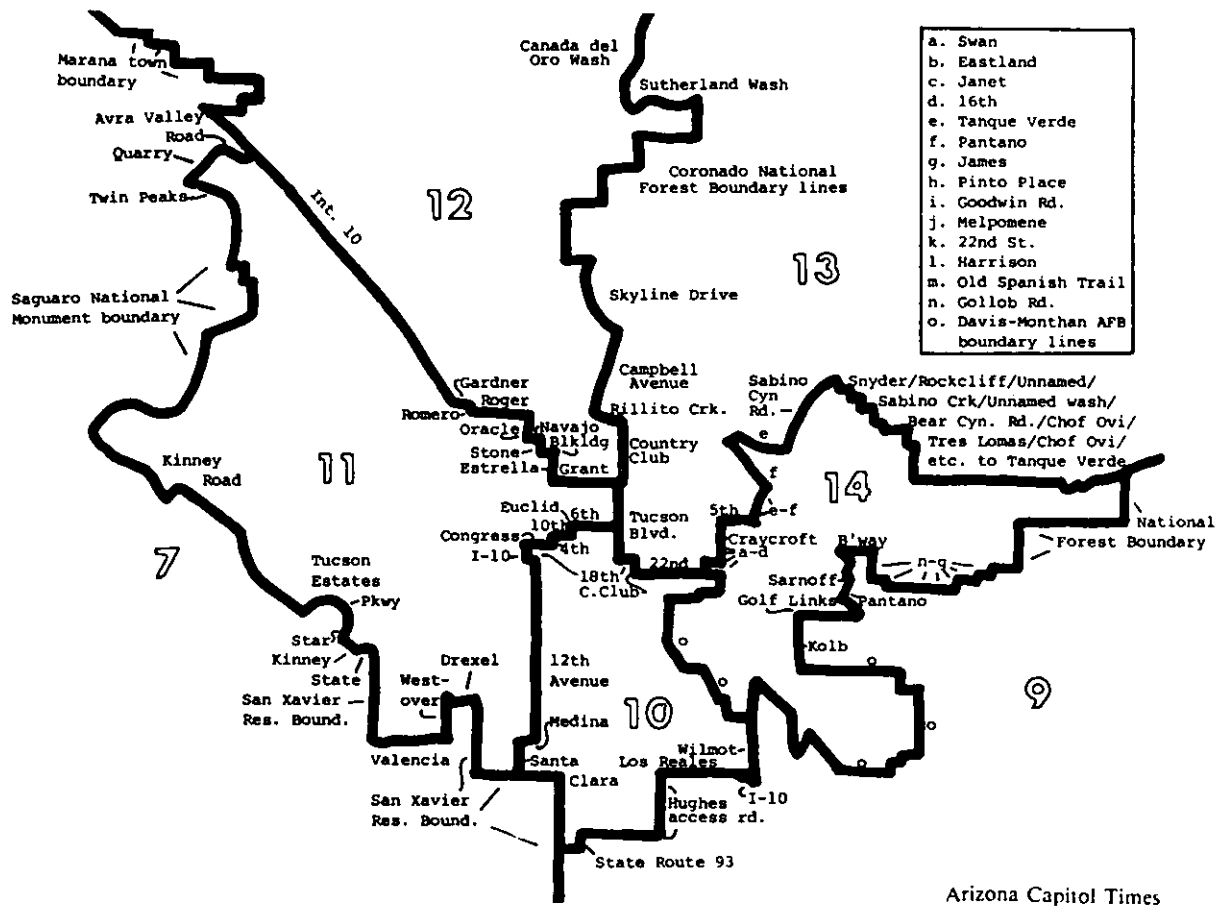 Marana town
boundary
Avra Valley
Road
Quarry
Twin Peaks
Int. 10
12
Saguaro National
Monument boundary
Canada del
Oro Wash
Sutherland Wash
Coronado National
Forest Boundary lines
13
Skyline Drive
Campbell
Avenue
Rillito Crk.
a. Swan
b. Eastland
c. Janet
d. 16th
e. Tanque Verde
f. Pantano
g. James
h. Pinto Place
i. Goodwin Rd.
j. Melpomene
k. 22nd St.
l. Harrison
m. Old Spanish Trail
n. Gollob Rd.
o. Davis-Monthan AFB
boundary lines
Gardner
Roger
Romero
Oracle
Navajo
Blkldg
Stone
Estrella
Grant
Country
Club
Sabino
Cyn
Rd.
e
f
e-f
Snyder/Rockcliff/Unnamed/
Sabino Crk/Unnamed wash/
Bear Cyn. Rd./Chof Ovi/
Tres Lomas/Chof Ovi/
etc. to Tanque Verde
14
Kinney
Road
11
7
Euclid
6th
10th
Congress
4th
I-10
Tucson
Blvd.
18th
C.Club
22nd
5th
Craycroft
a-d
B'way
n-g
National
Forest Boundary
Sarnoff
Golf Links
Pantano
Kolb
o
o
o
o
o
9
Tucson
Estates
Pkwy
Star
Kinney
State
San Xavier
Res. Bound.
West-
over
Drexel
Valencia
12th
Avenue
Medina
Santa
Clara
10
Wilmot
Los Reales
I-10
Hughes
access rd.
San Xavier
Res. Bound.
State Route 93
Arizona Capitol Times